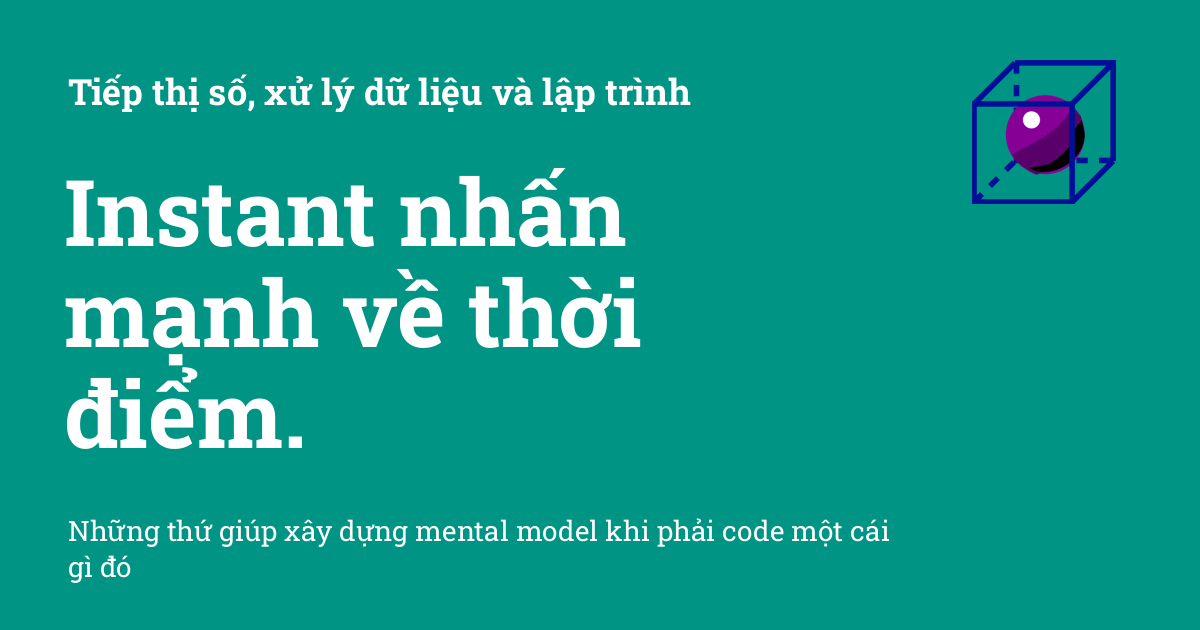 Tiếp thị số, xử lý dữ liệu và lập trình
Instant nhấn
mạnh về thời
điểm.
Những thứ giúp xây dựng mental model khi phải code một cái
gì đó